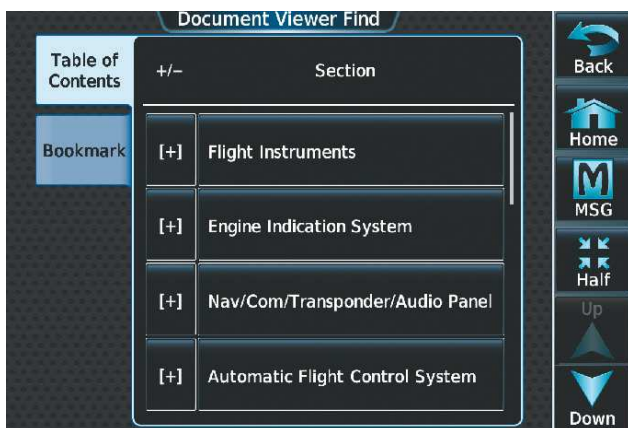 Document Viewer Find
Table of
Contents
Bookmark
+/−
Section
[+] Flight Instruments
[+] Engine Indication System
[+] Nav/Com/Transponder/Audio Panel
[+] Automatic Flight Control System
Back
Home
MSG
Half
Up
Down